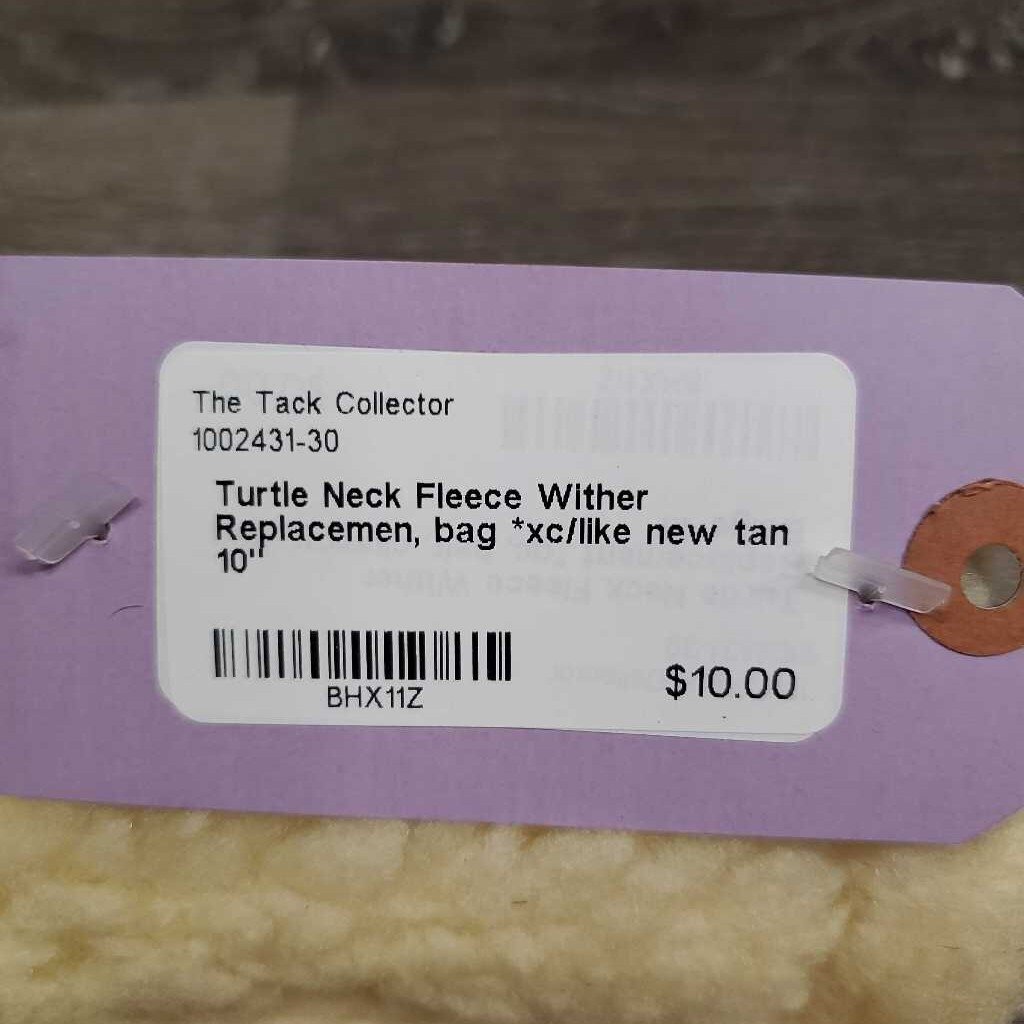 The Tack Collector
1002431-30
Turtle Neck Fleece Wither
Replacemen, bag *xc/like new tan
10"
BHX11Z
$10.00